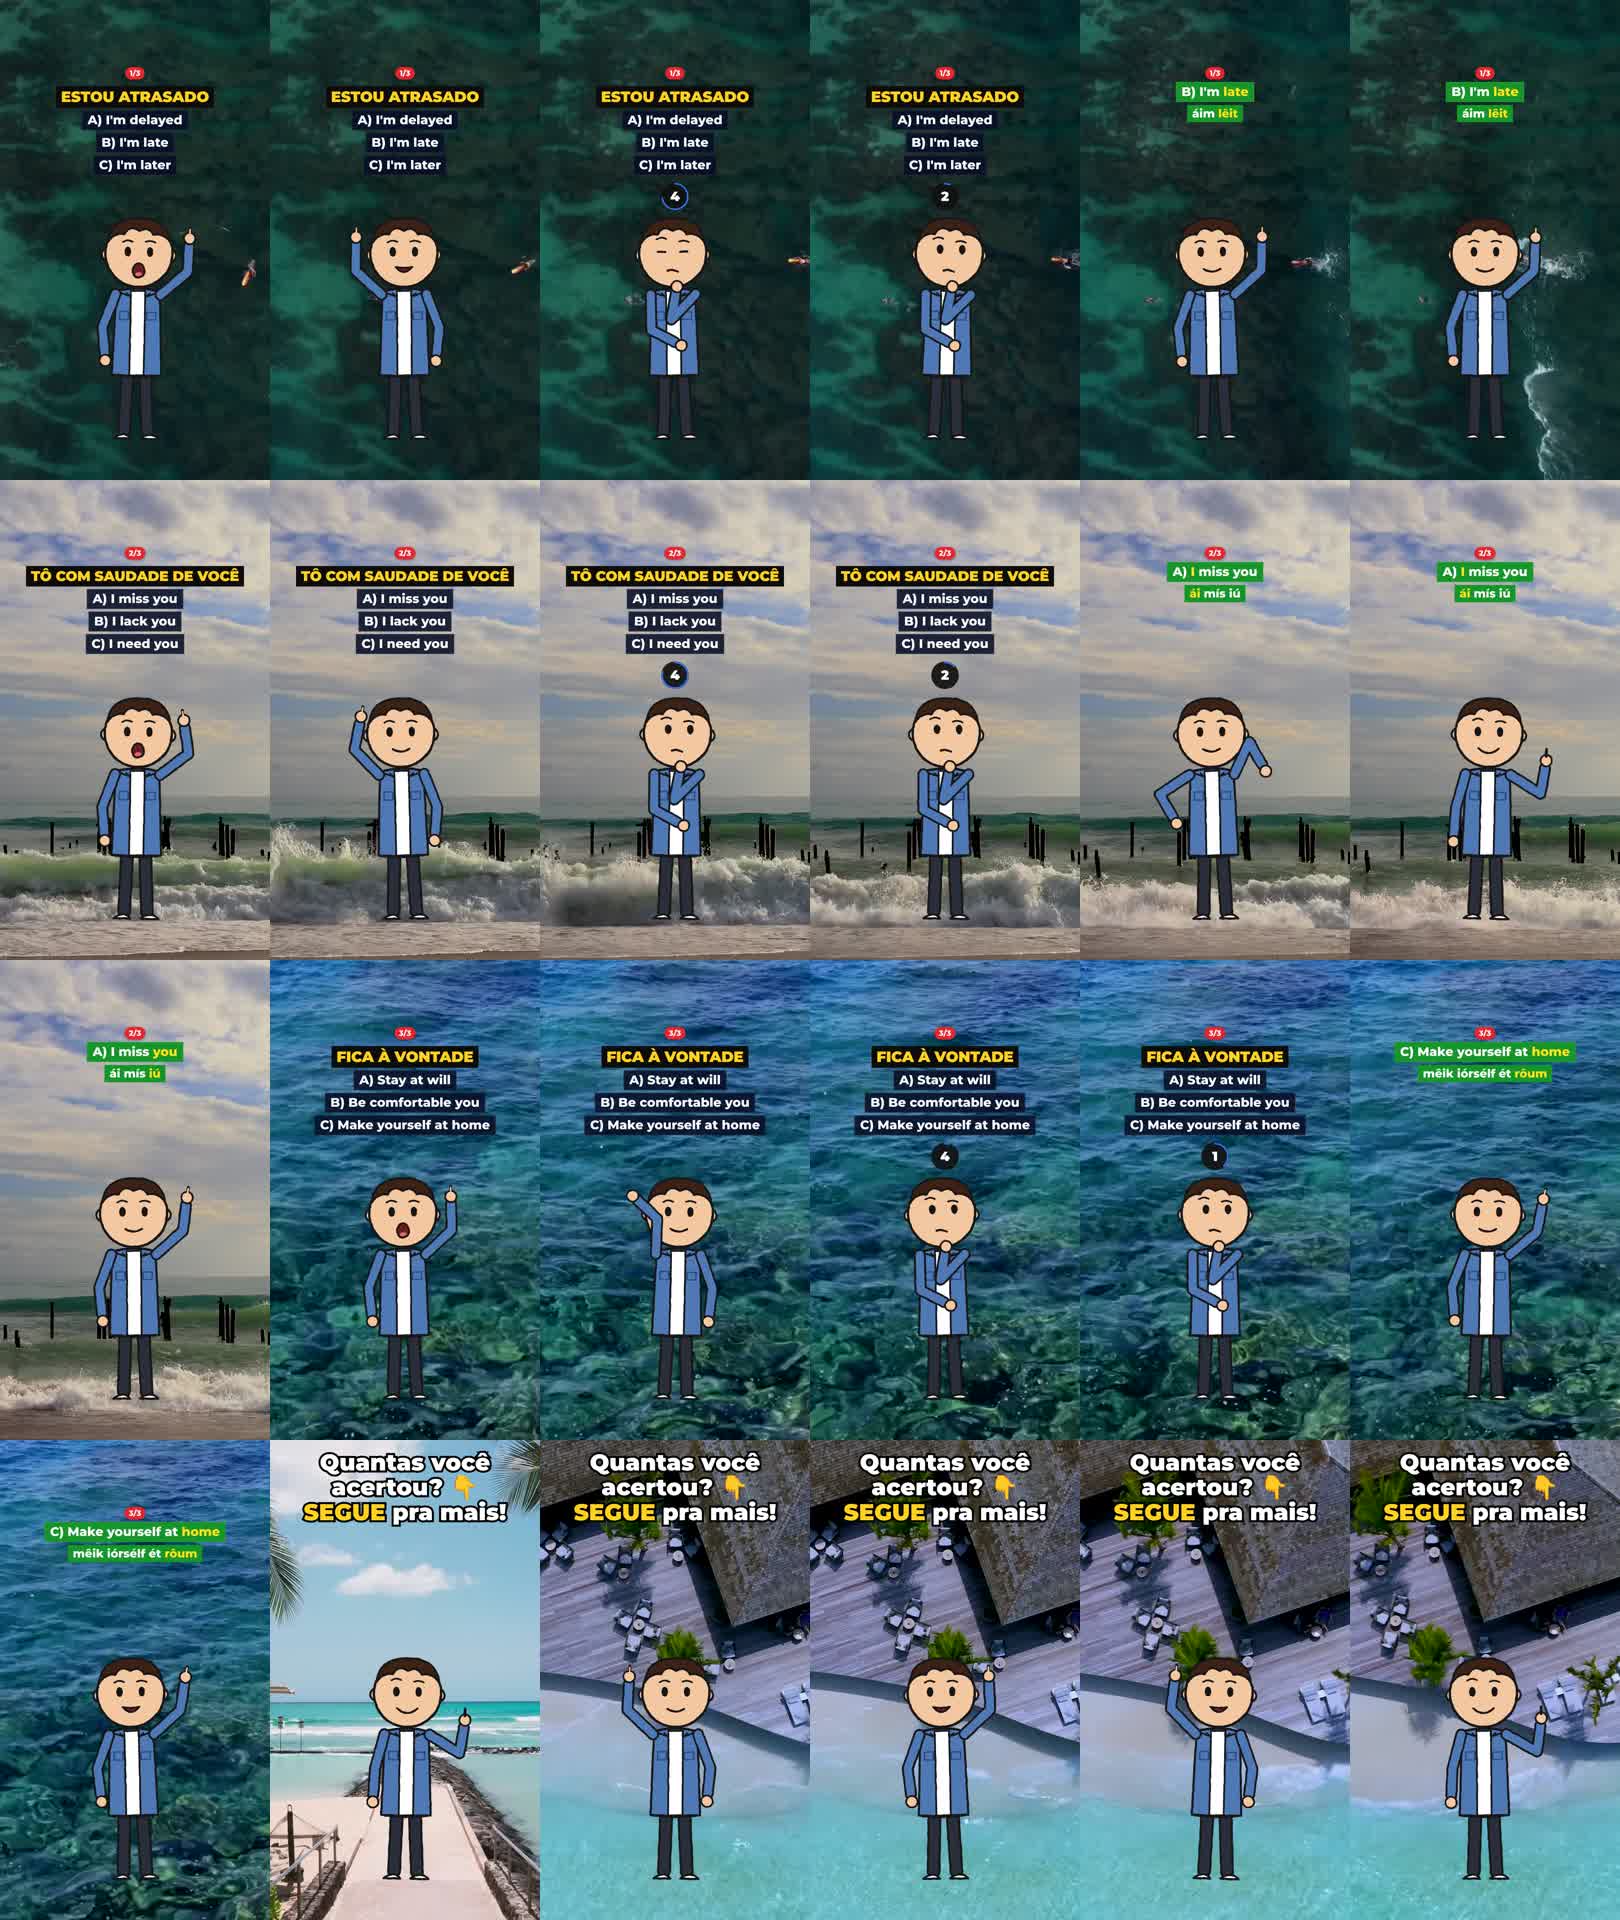 1/3
ESTOU ATRASADO
A) I'm delayed
B) I'm late
C) I'm later
1/3
ESTOU ATRASADO
A) I'm delayed
B) I'm late
C) I'm later
1/3
ESTOU ATRASADO
A) I'm delayed
B) I'm late
C) I'm later
4
1/3
ESTOU ATRASADO
A) I'm delayed
B) I'm late
C) I'm later
2
1/3
B) I'm late
áim lêit
1/3
B) I'm late
áim lêit
2/3
TÔ COM SAUDADE DE VOCÊ
A) I miss you
B) I lack you
C) I need you
2/3
TÔ COM SAUDADE DE VOCÊ
A) I miss you
B) I lack you
C) I need you
2/3
TÔ COM SAUDADE DE VOCÊ
A) I miss you
B) I lack you
C) I need you
4
2/3
TÔ COM SAUDADE DE VOCÊ
A) I miss you
B) I lack you
C) I need you
2
2/3
A) I miss you
ái mís iú
2/3
A) I miss you
ái mís iú
2/3
A) I miss you
ái mís iú
3/3
FICA À VONTADE
A) Stay at will
B) Be comfortable you
C) Make yourself at home
3/3
FICA À VONTADE
A) Stay at will
B) Be comfortable you
C) Make yourself at home
3/3
FICA À VONTADE
A) Stay at will
B) Be comfortable you
C) Make yourself at home
4
3/3
FICA À VONTADE
A) Stay at will
B) Be comfortable you
C) Make yourself at home
1
3/3
C) Make yourself at home
mêik iórsélf ét rôum
3/3
C) Make yourself at home
mêik iórsélf ét rôum
Quantas você
acertou? 👇
SEGUE pra mais!
Quantas você
acertou? 👇
SEGUE pra mais!
Quantas você
acertou? 👇
SEGUE pra mais!
Quantas você
acertou? 👇
SEGUE pra mais!
Quantas você
acertou? 👇
SEGUE pra mais!